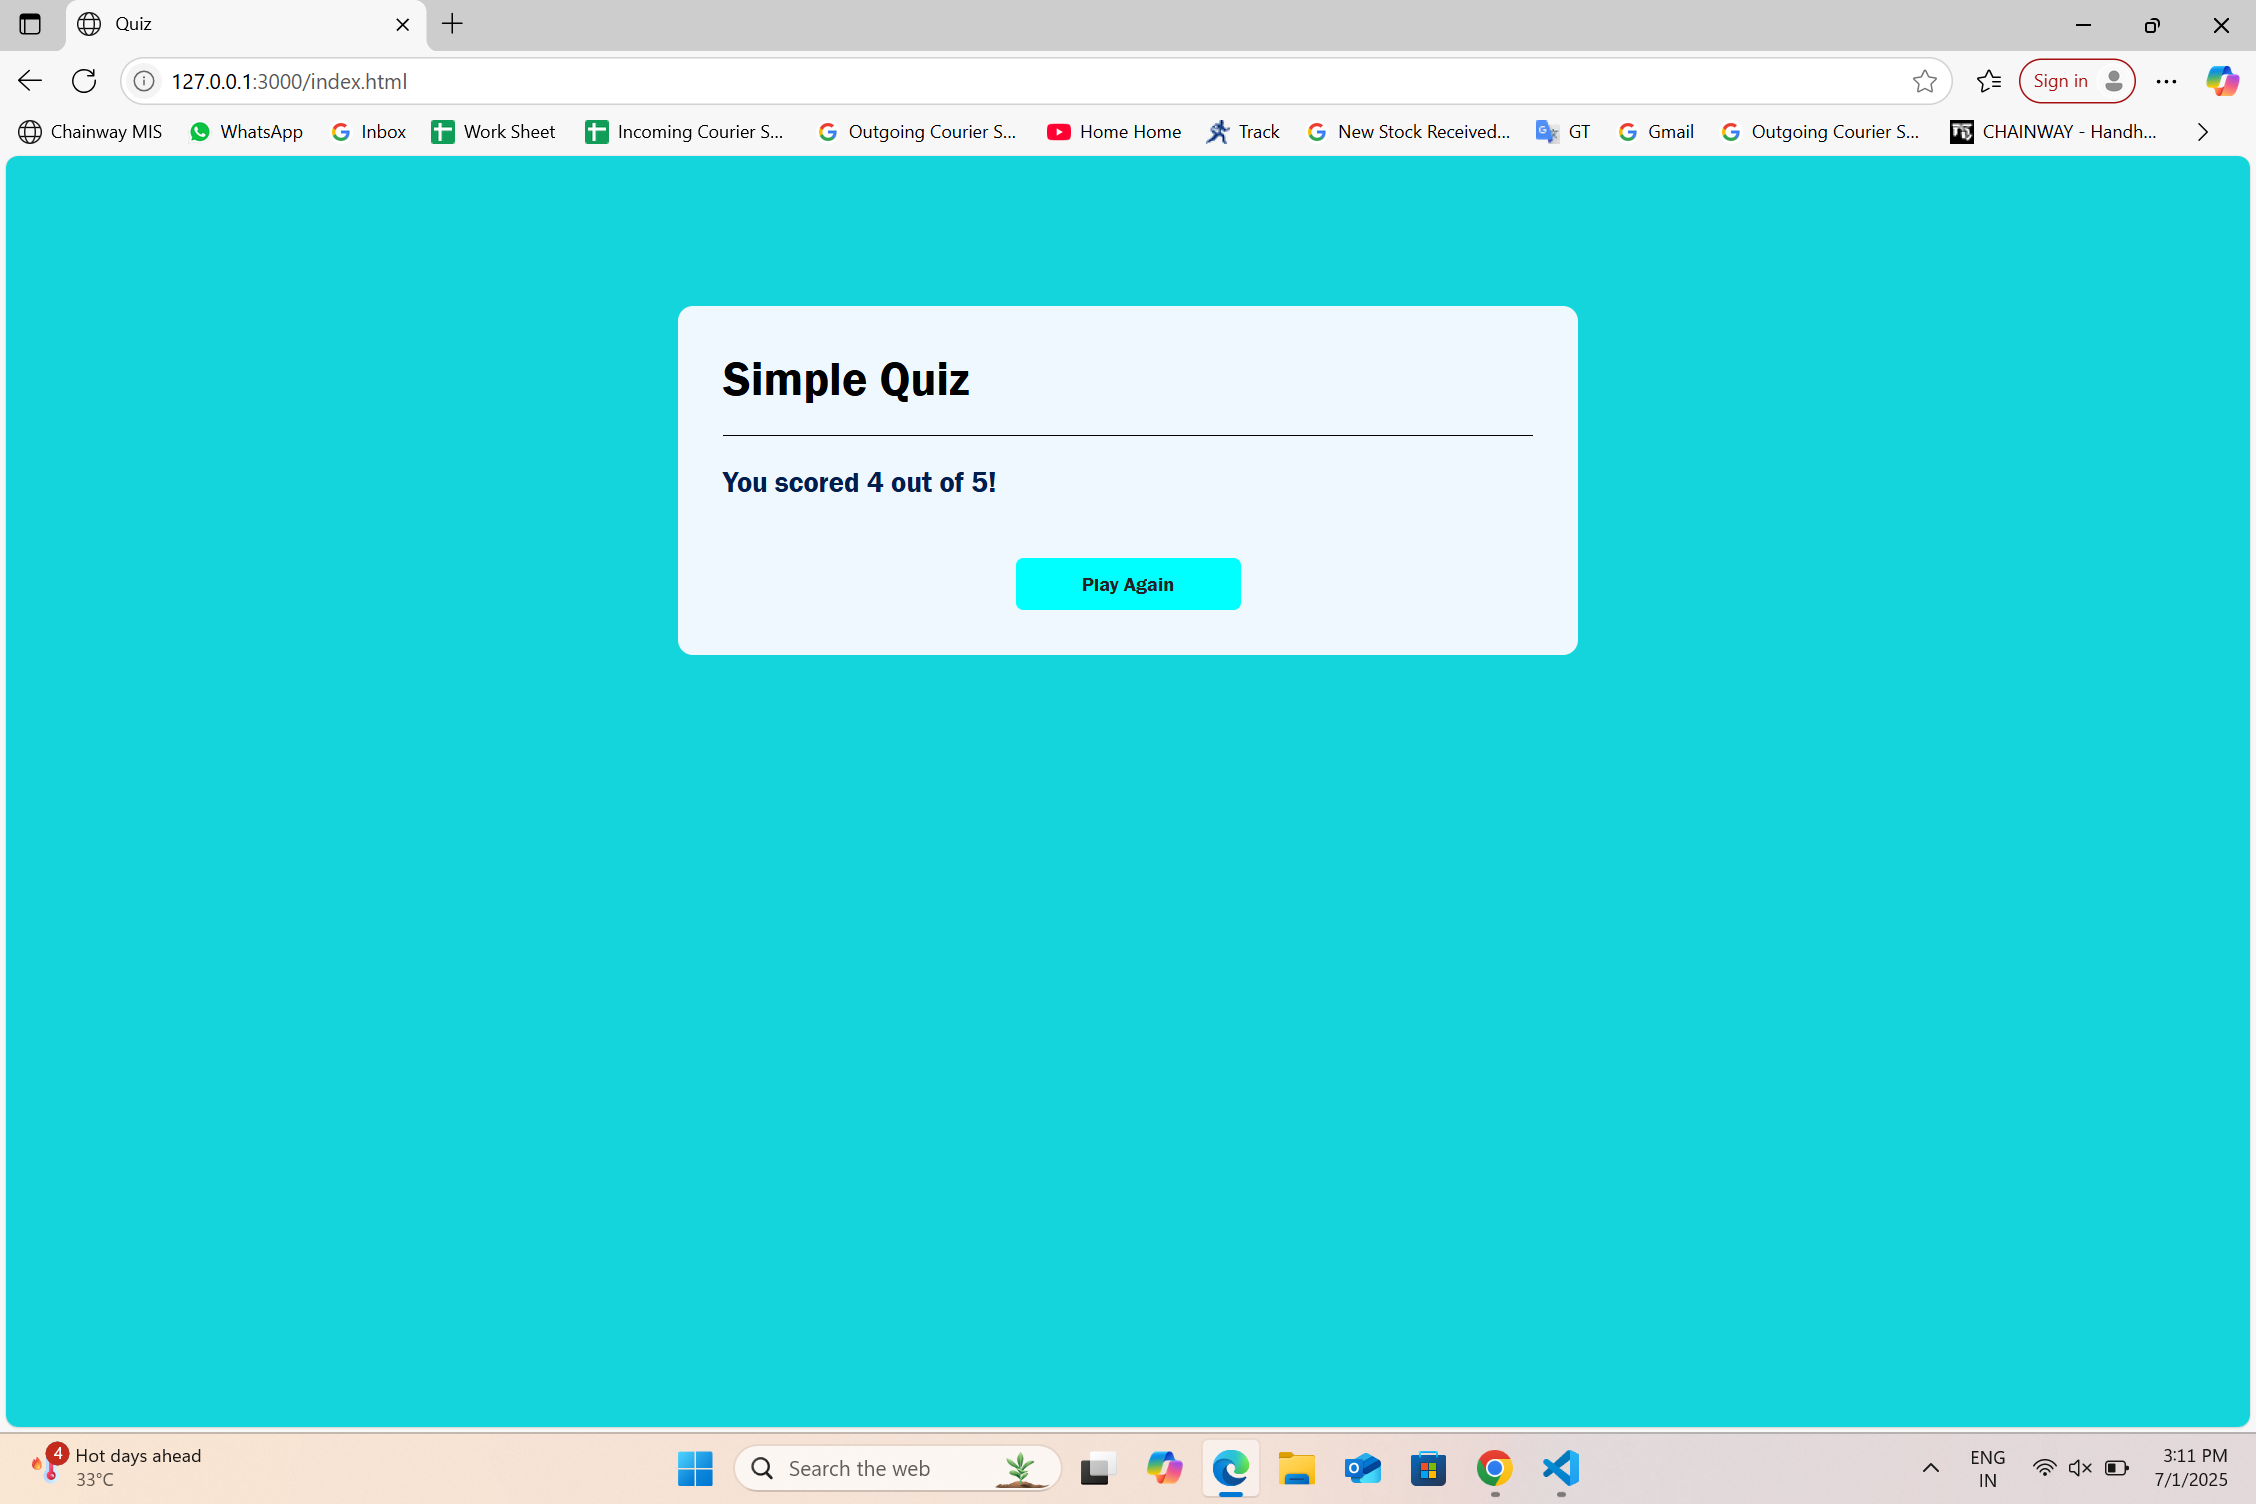 Quiz
127.0.0.1:3000/index.html
Sign in
Chainway MIS WhatsApp Inbox Work Sheet Incoming Courier S... Outgoing Courier S... Home Home Track New Stock Received... GT Gmail Outgoing Courier S... CHAINWAY - Handh...
Simple Quiz
You scored 4 out of 5!
Play Again
4
Hot days ahead
33°C
Search the web
ENG
IN
3:11 PM
7/1/2025